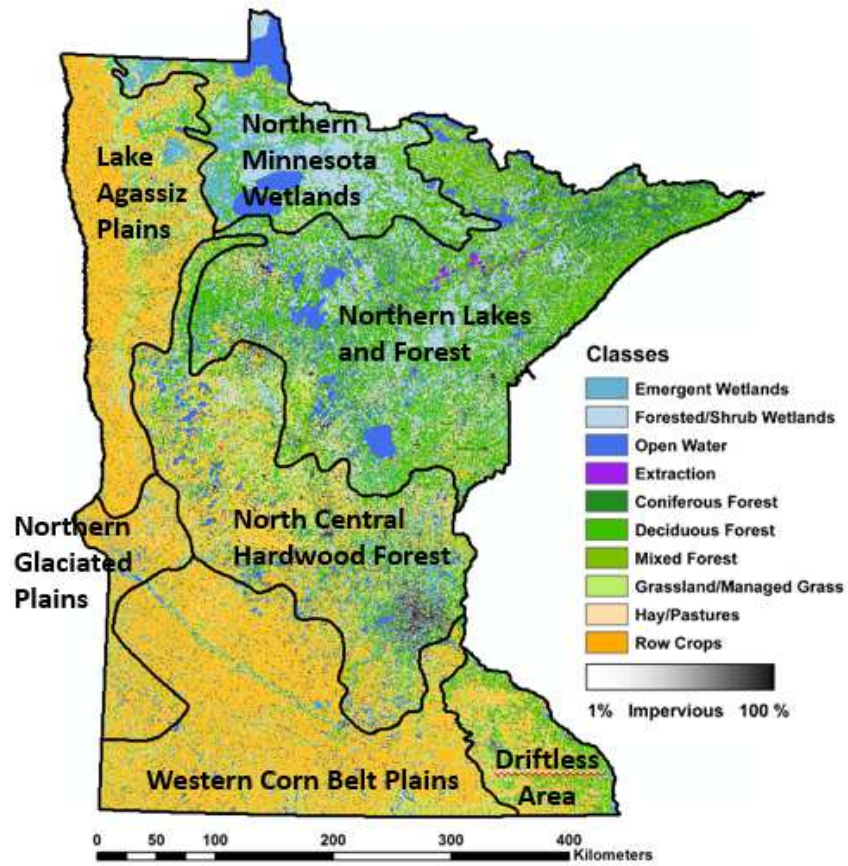 Northern
Minnesota
Wetlands
Lake
Agassiz
Plains
Northern Lakes
and Forest
Classes
Emergent Wetlands
Forested/Shrub Wetlands
Open Water
Extraction
Coniferous Forest
Deciduous Forest
Mixed Forest
Grassland/Managed Grass
Hay/Pastures
Row Crops
1% Impervious 100 %
Northern
Glaciated
Plains
North Central
Hardwood Forest
Western Corn Belt Plains
Driftless
Area
0 50 100 200 300 400
Kilometers